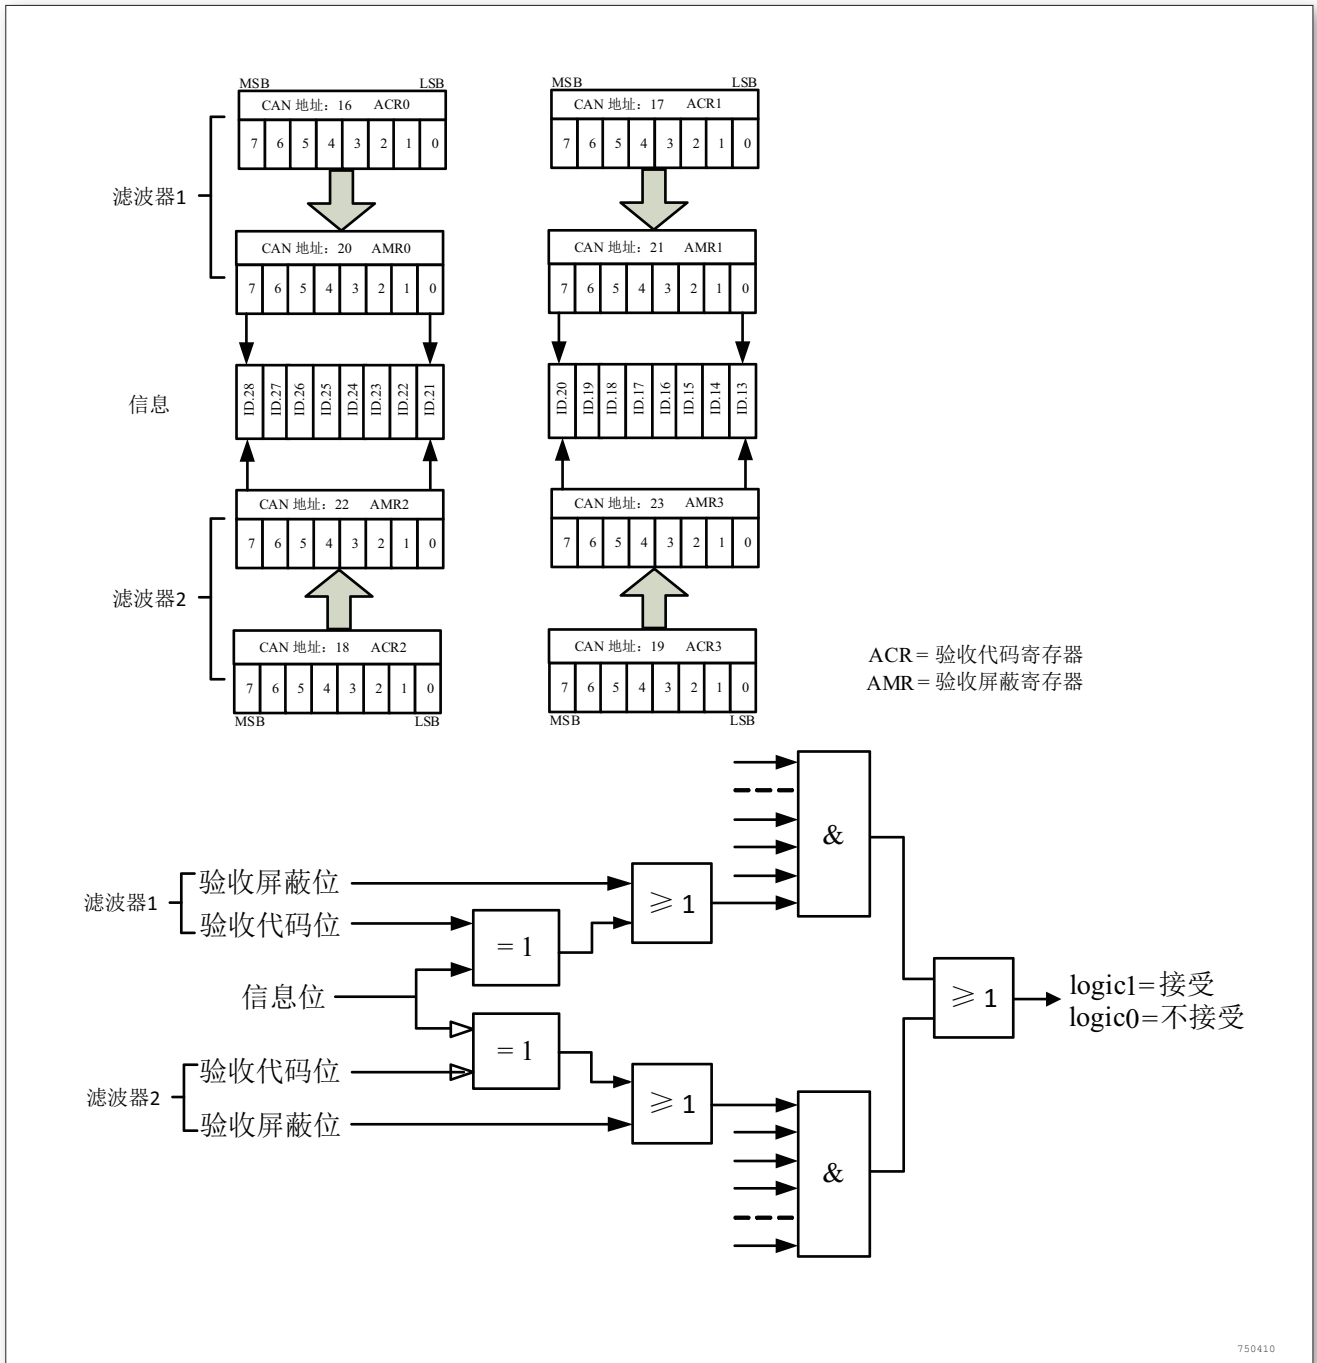 MSB LSB MSB LSB
CAN 地址：16 ACR0 CAN 地址：17 ACR1
7 6 5 4 3 2 1 0 7 6 5 4 3 2 1 0
滤波器1
CAN 地址：20 AMR0 CAN 地址：21 AMR1
7 6 5 4 3 2 1 0 7 6 5 4 3 2 1 0
信息
ID.28 ID.27 ID.26 ID.25 ID.24 ID.23 ID.22 ID.21 ID.20 ID.19 ID.18 ID.17 ID.16 ID.15 ID.14 ID.13
CAN 地址：22 AMR2 CAN 地址：23 AMR3
7 6 5 4 3 2 1 0 7 6 5 4 3 2 1 0
滤波器2
CAN 地址：18 ACR2 CAN 地址：19 ACR3
7 6 5 4 3 2 1 0 7 6 5 4 3 2 1 0
MSB LSB MSB LSB
ACR = 验收代码寄存器
AMR = 验收屏蔽寄存器
&
滤波器1
验收屏蔽位
≥ 1
验收代码位
= 1
信息位
≥ 1
logic1=接受
logic0=不接受
= 1
滤波器2
验收代码位
≥ 1
验收屏蔽位
&
750410